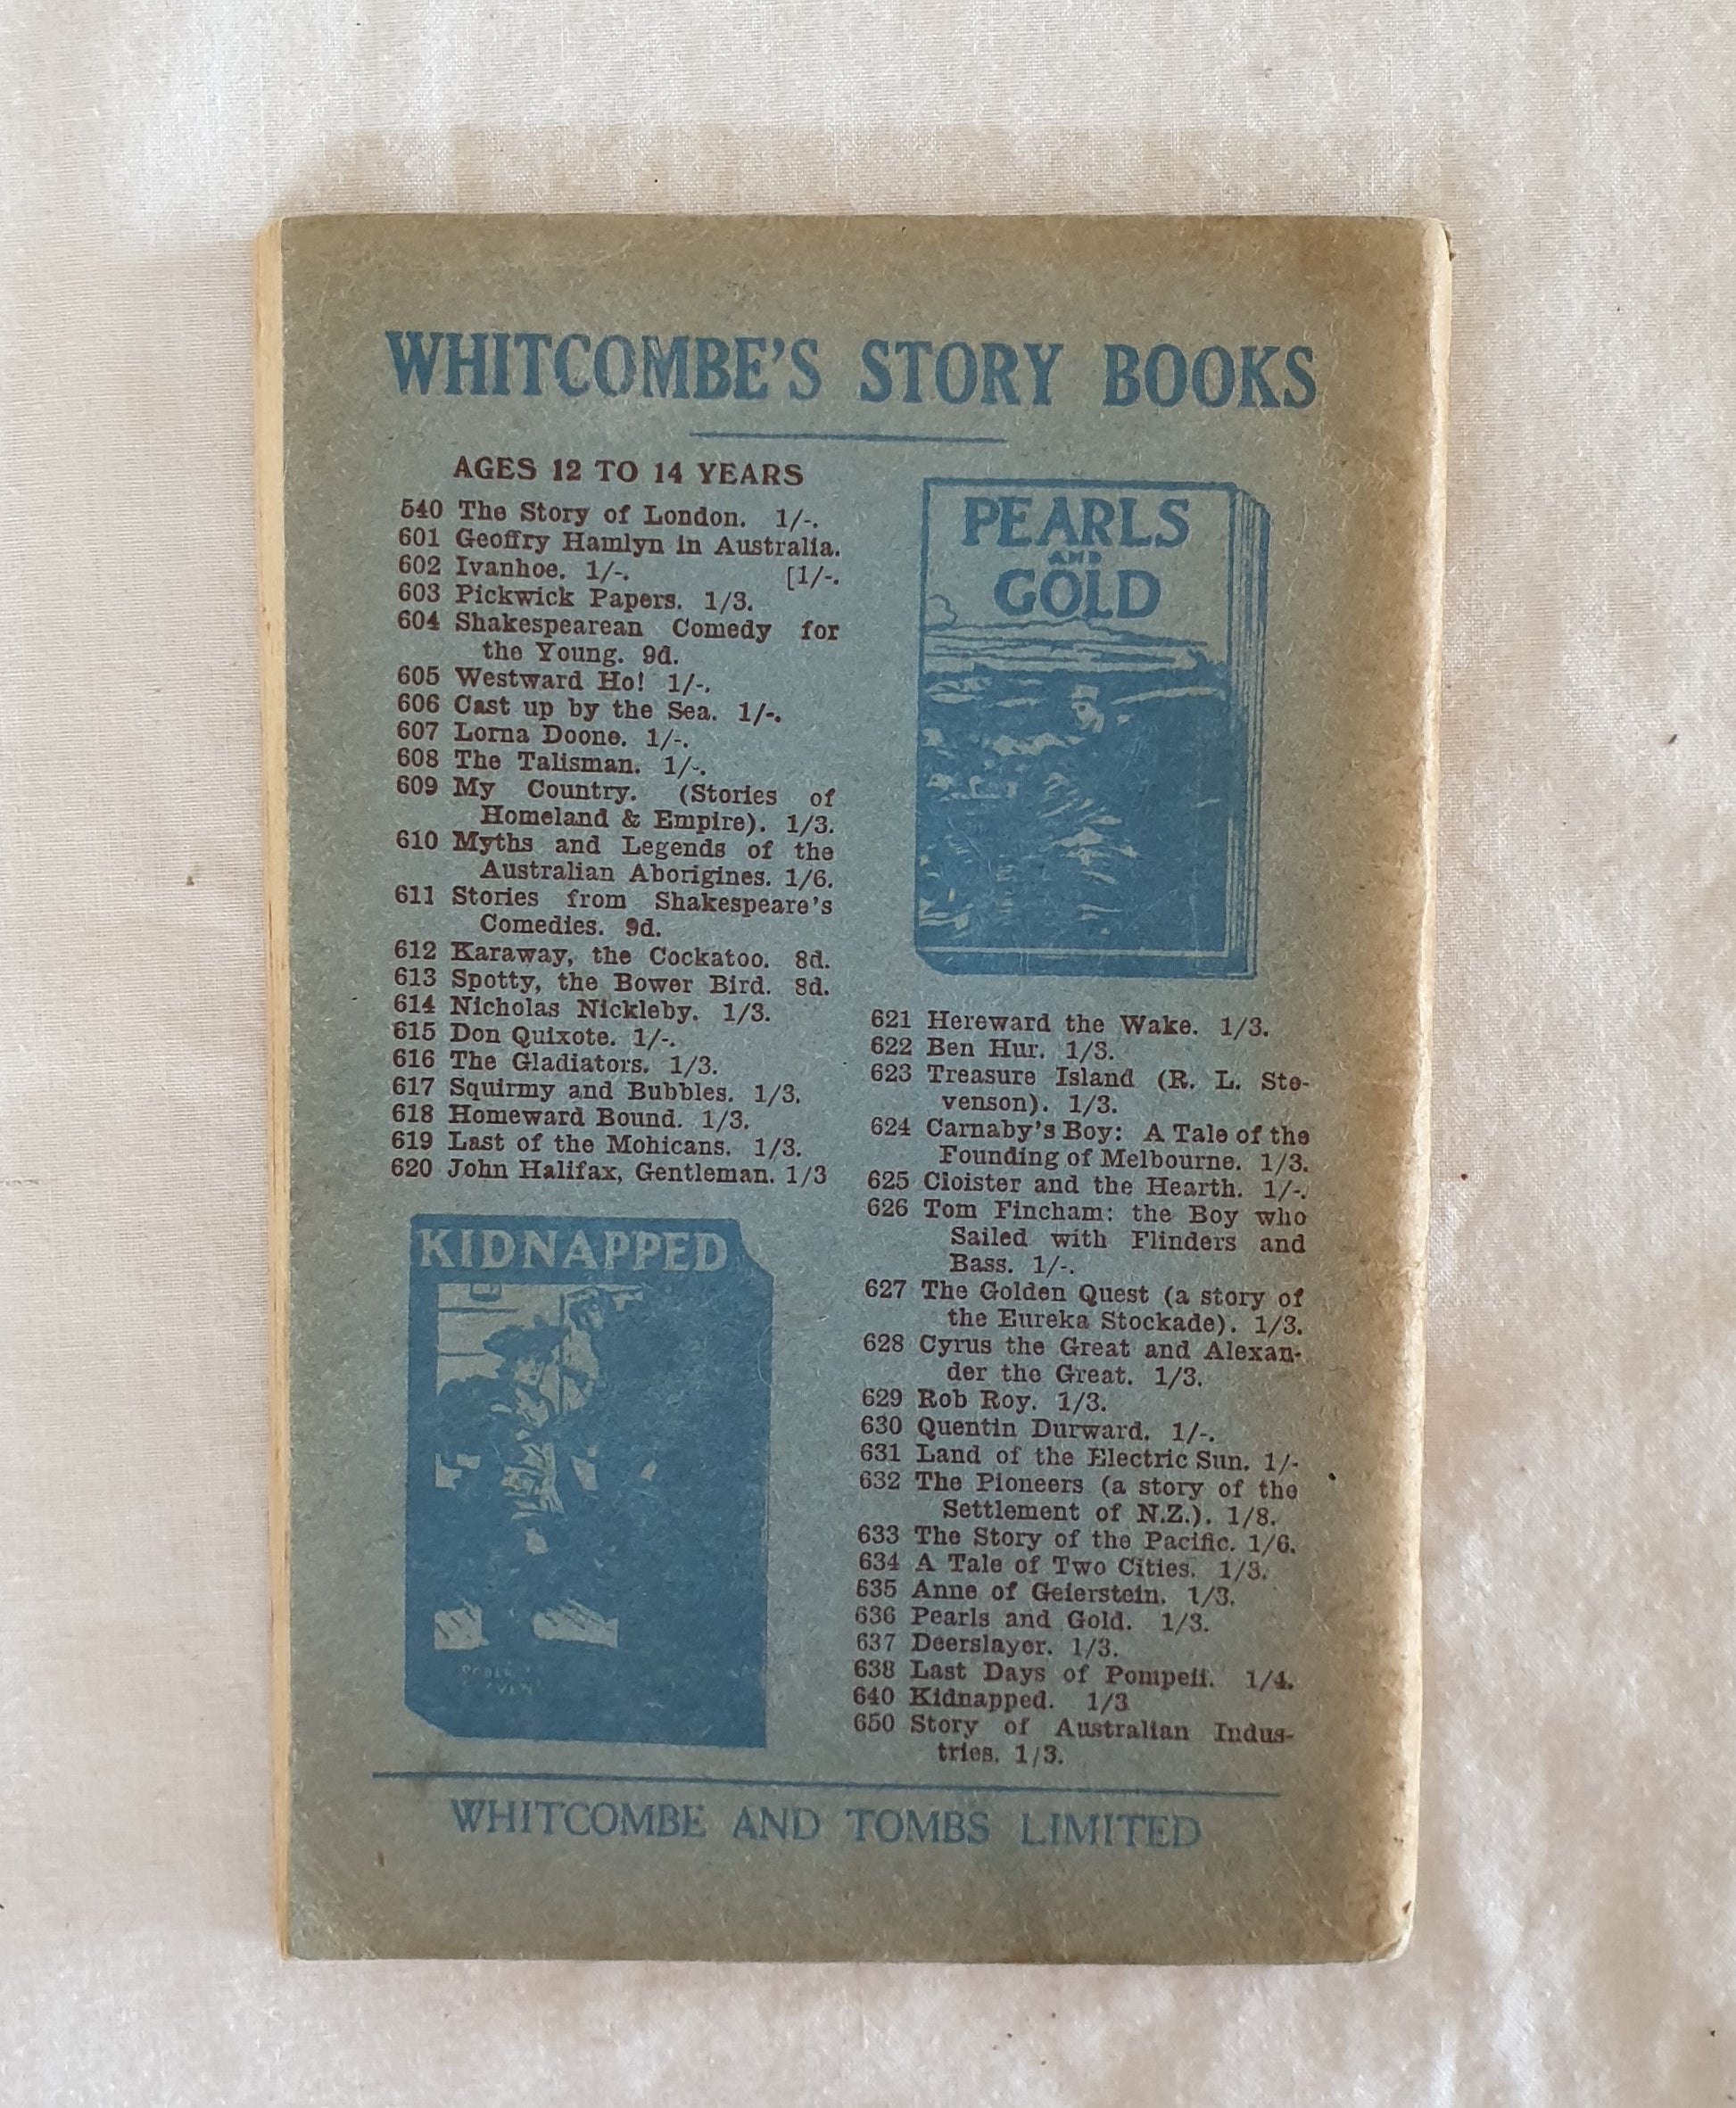 WHITCOMBE'S STORY BOOKS
AGES 12 TO 14 YEARS
540 The Story of London. 1/-.
601 Geoffry Hamlyn in Australia.
602 Ivanhoe. 1/-. [1/-.
603 Pickwick Papers. 1/3.
604 Shakespearean Comedy for
the Young. 9d.
605 Westward Ho! 1/-.
606 Cast up by the Sea. 1/-.
607 Lorna Doone. 1/-.
608 The Talisman. 1/-.
609 My Country. (Stories of
Homeland & Empire). 1/3.
610 Myths and Legends of the
Australian Aborigines. 1/6.
611 Stories from Shakespeare's
Comedies. 9d.
612 Karaway, the Cockatoo. 8d.
613 Spotty, the Bower Bird. 8d.
614 Nicholas Nickleby. 1/3.
615 Don Quixote. 1/-.
616 The Gladiators. 1/3.
617 Squirmy and Bubbles. 1/3.
618 Homeward Bound. 1/3.
619 Last of the Mohicans. 1/3.
620 John Halifax, Gentleman. 1/3
KIDNAPPED
PEARLS
AND
GOLD
621 Hereward the Wake. 1/3.
622 Ben Hur. 1/3.
623 Treasure Island (R. L. Ste-
venson). 1/3.
624 Carnaby's Boy: A Tale of the
Founding of Melbourne. 1/3.
625 Cloister and the Hearth. 1/-.
626 Tom Fincham: the Boy who
Sailed with Flinders and
Bass. 1/-.
627 The Golden Quest (a story of
the Eureka Stockade). 1/3.
628 Cyrus the Great and Alexan-
der the Great. 1/3.
629 Rob Roy. 1/3.
630 Quentin Durward. 1/-.
631 Land of the Electric Sun. 1/-
632 The Pioneers (a story of the
Settlement of N.Z.). 1/8.
633 The Story of the Pacific. 1/6.
634 A Tale of Two Cities. 1/3.
635 Anne of Geierstein. 1/3.
636 Pearls and Gold. 1/3.
637 Deerslayer. 1/3.
638 Last Days of Pompeii. 1/4.
640 Kidnapped. 1/3
650 Story of Australian Indus-
tries. 1/3.
WHITCOMBE AND TOMBS LIMITED